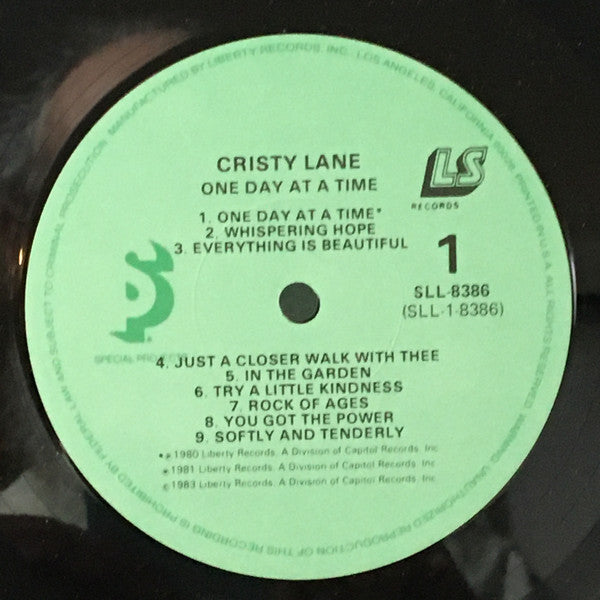 MANUFACTURED BY LIBERTY RECORDS, INC., LOS ANGELES, CALIFORNIA 90028. PRINTED IN U.S.A. ALL RIGHTS RESERVED. WARNING: UNAUTHORIZED REPRODUCTION OF THIS RECORDING IS PROHIBITED BY FEDERAL LAW AND SUBJECT TO CRIMINAL PROSECUTION.
CRISTY LANE
ONE DAY AT A TIME
LS
RECORDS
1. ONE DAY AT A TIME*
2. WHISPERING HOPE
3. EVERYTHING IS BEAUTIFUL
1
SLL-8386
(SLL-1-8386)
SPECIAL
4. JUST A CLOSER WALK WITH THEE
5. IN THE GARDEN
6. TRY A LITTLE KINDNESS
7. ROCK OF AGES
8. YOU GOT THE POWER
9. SOFTLY AND TENDERLY
*℗1980 Liberty Records, A Division of Capitol Records, Inc.
℗1981 Liberty Records, A Division of Capitol Records, Inc.
©1983 Liberty Records, A Division of Capitol Records, Inc.